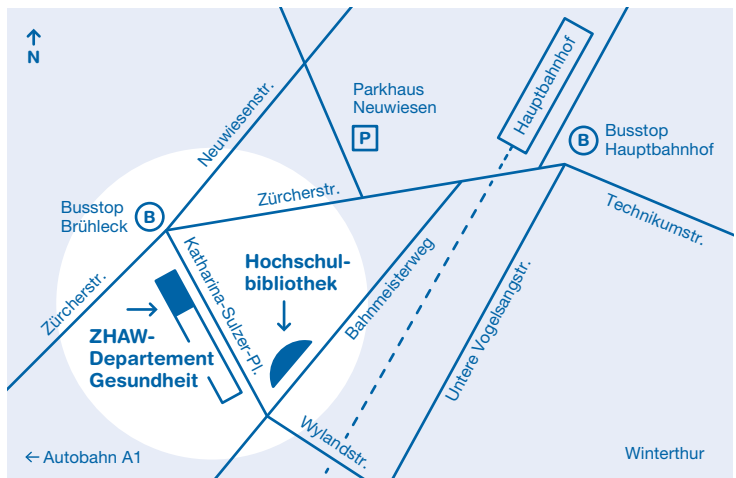 N
Neuwiesenstr.
Parkhaus
Neuwiesen
P
Hauptbahnhof
B
Busstop
Hauptbahnhof
Busstop
Brühleck
B
Zürcherstr.
Technikumstr.
Zürcherstr.
Katharina-Sulzer-Pl.
Hochschul-
bibliothek
Bahnmeisterweg
Untere Vogelsangstr.
ZHAW-
Departement
Gesundheit
Wylandstr.
← Autobahn A1
Winterthur